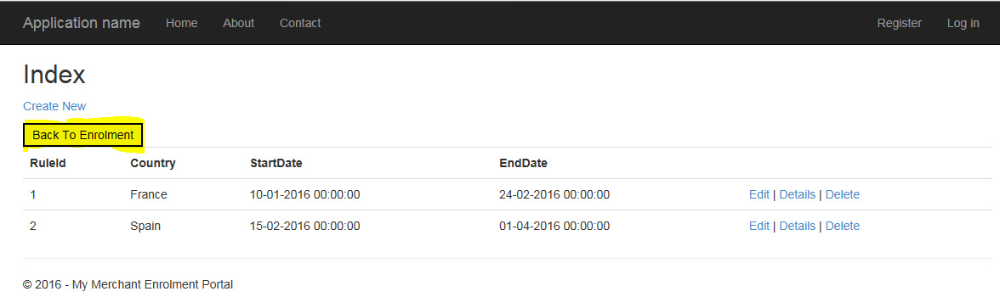 Application name Home About Contact Register Log in
Index
Create New
Back To Enrolment
RuleId Country StartDate EndDate
1 France 10-01-2016 00:00:00 24-02-2016 00:00:00 Edit | Details | Delete
2 Spain 15-02-2016 00:00:00 01-04-2016 00:00:00 Edit | Details | Delete
© 2016 - My Merchant Enrolment Portal